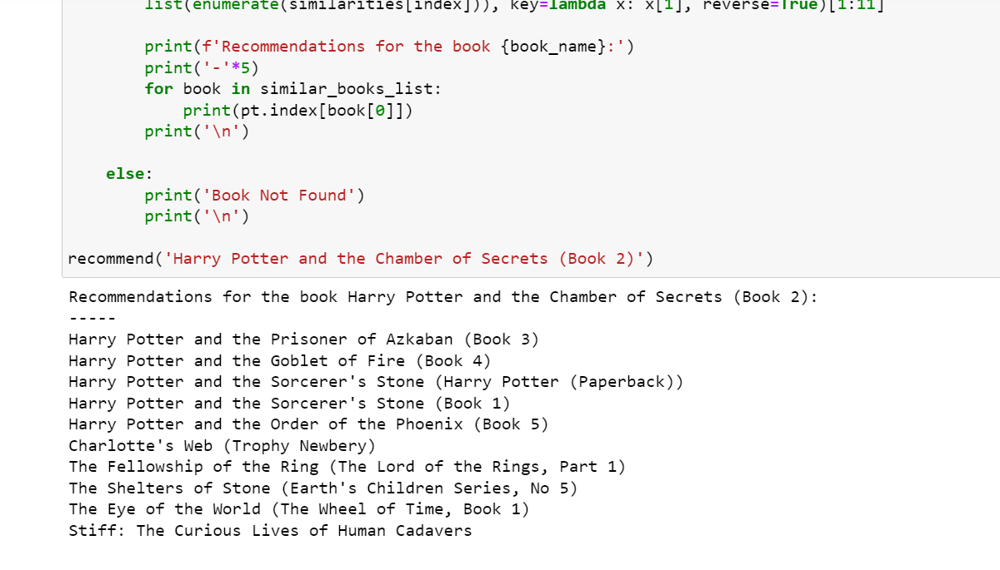 list(enumerate(similarities[index])), key=lambda x: x[1], reverse=True)[1:11]
print(f'Recommendations for the book {book_name}:')
print('-'*5)
for book in similar_books_list:
print(pt.index[book[0]])
print('\n')
else:
print('Book Not Found')
print('\n')
recommend('Harry Potter and the Chamber of Secrets (Book 2)')
Recommendations for the book Harry Potter and the Chamber of Secrets (Book 2):
-----
Harry Potter and the Prisoner of Azkaban (Book 3)
Harry Potter and the Goblet of Fire (Book 4)
Harry Potter and the Sorcerer's Stone (Harry Potter (Paperback))
Harry Potter and the Sorcerer's Stone (Book 1)
Harry Potter and the Order of the Phoenix (Book 5)
Charlotte's Web (Trophy Newbery)
The Fellowship of the Ring (The Lord of the Rings, Part 1)
The Shelters of Stone (Earth's Children Series, No 5)
The Eye of the World (The Wheel of Time, Book 1)
Stiff: The Curious Lives of Human Cadavers